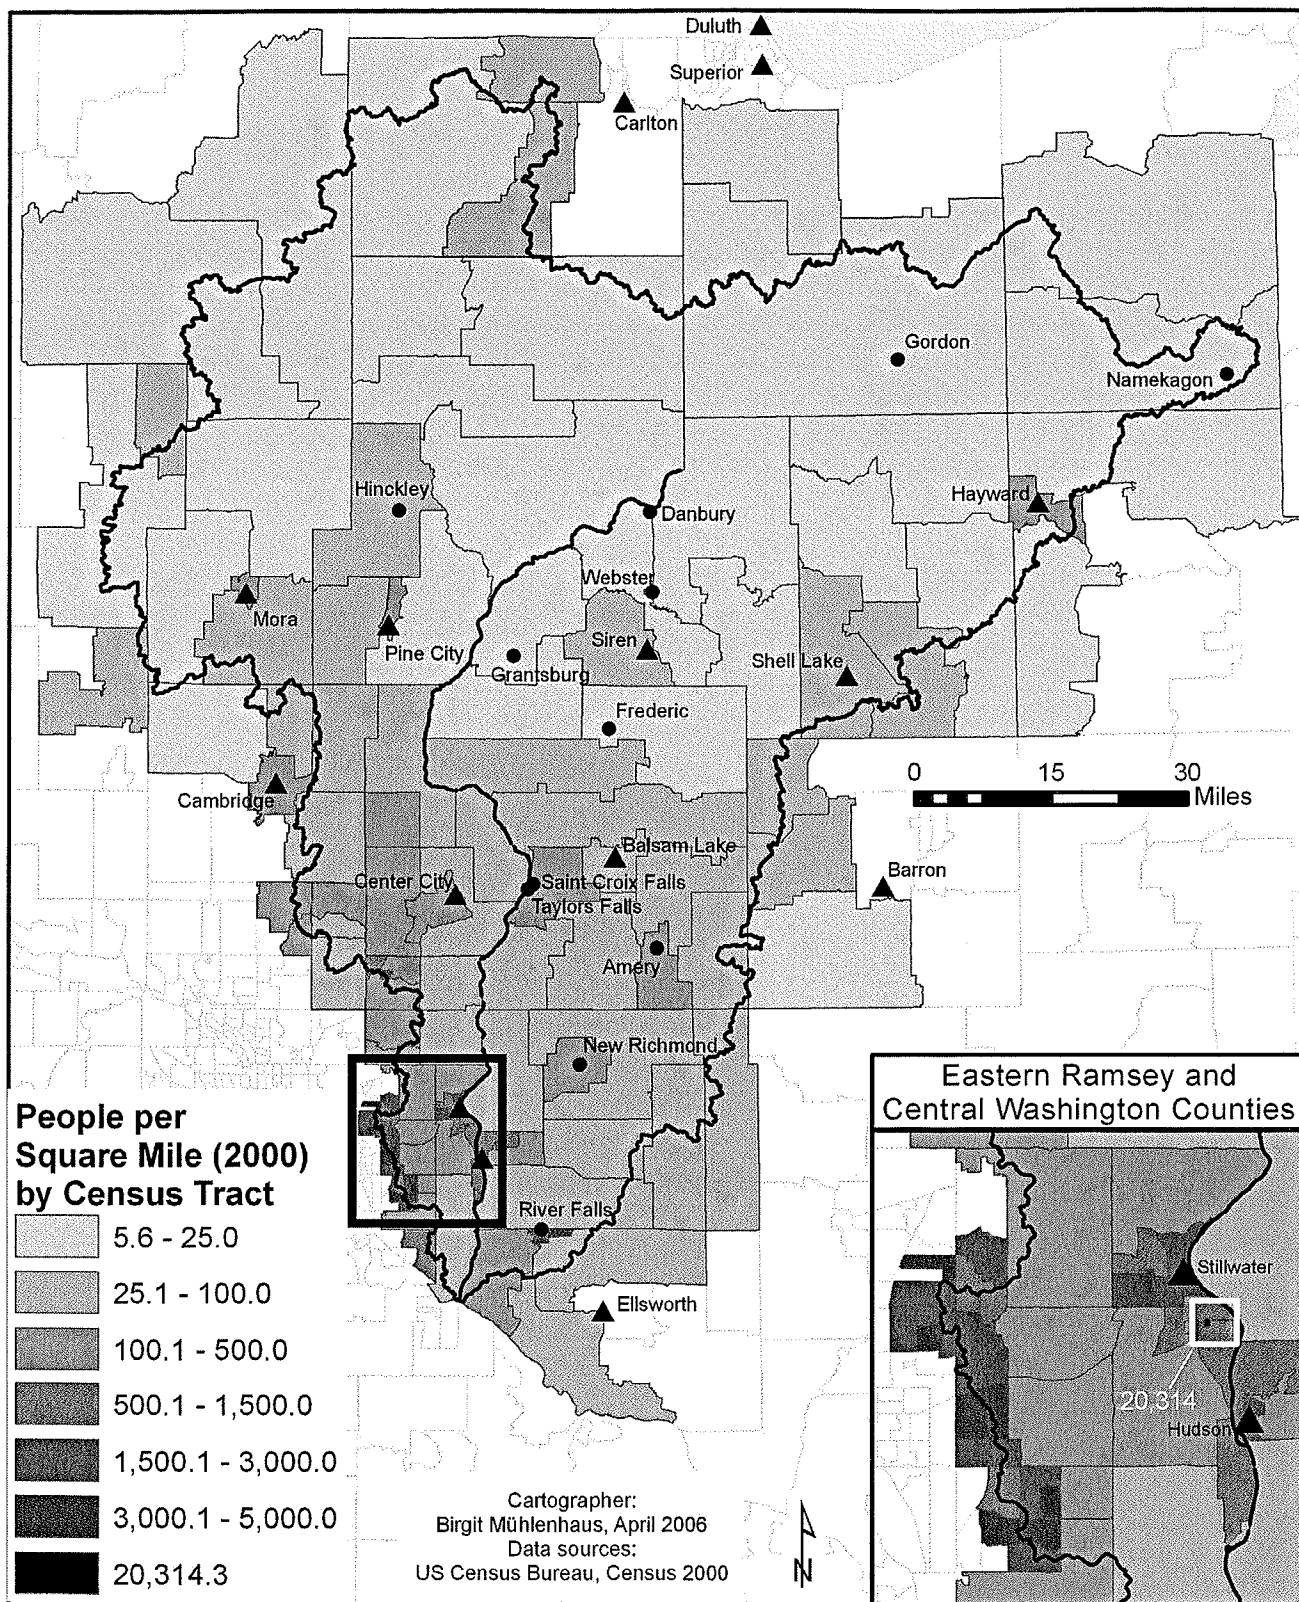 Duluth
Superior
Carlton
Gordon
Namekagon
Hinckley
Hayward
Danbury
Webster
Mora
Pine City
Siren
Grantsburg
Shell Lake
Frederic
0 15 30
Miles
Cambridge
Balsam Lake
Barron
Center City
Saint Croix Falls
Taylors Falls
Amery
New Richmond
River Falls
Ellsworth
People per
Square Mile (2000)
by Census Tract
5.6 - 25.0
25.1 - 100.0
100.1 - 500.0
500.1 - 1,500.0
1,500.1 - 3,000.0
3,000.1 - 5,000.0
20,314.3
Cartographer:
Birgit Mühlenhaus, April 2006
Data sources:
US Census Bureau, Census 2000
N
Eastern Ramsey and
Central Washington Counties
Stillwater
20,314
Hudson